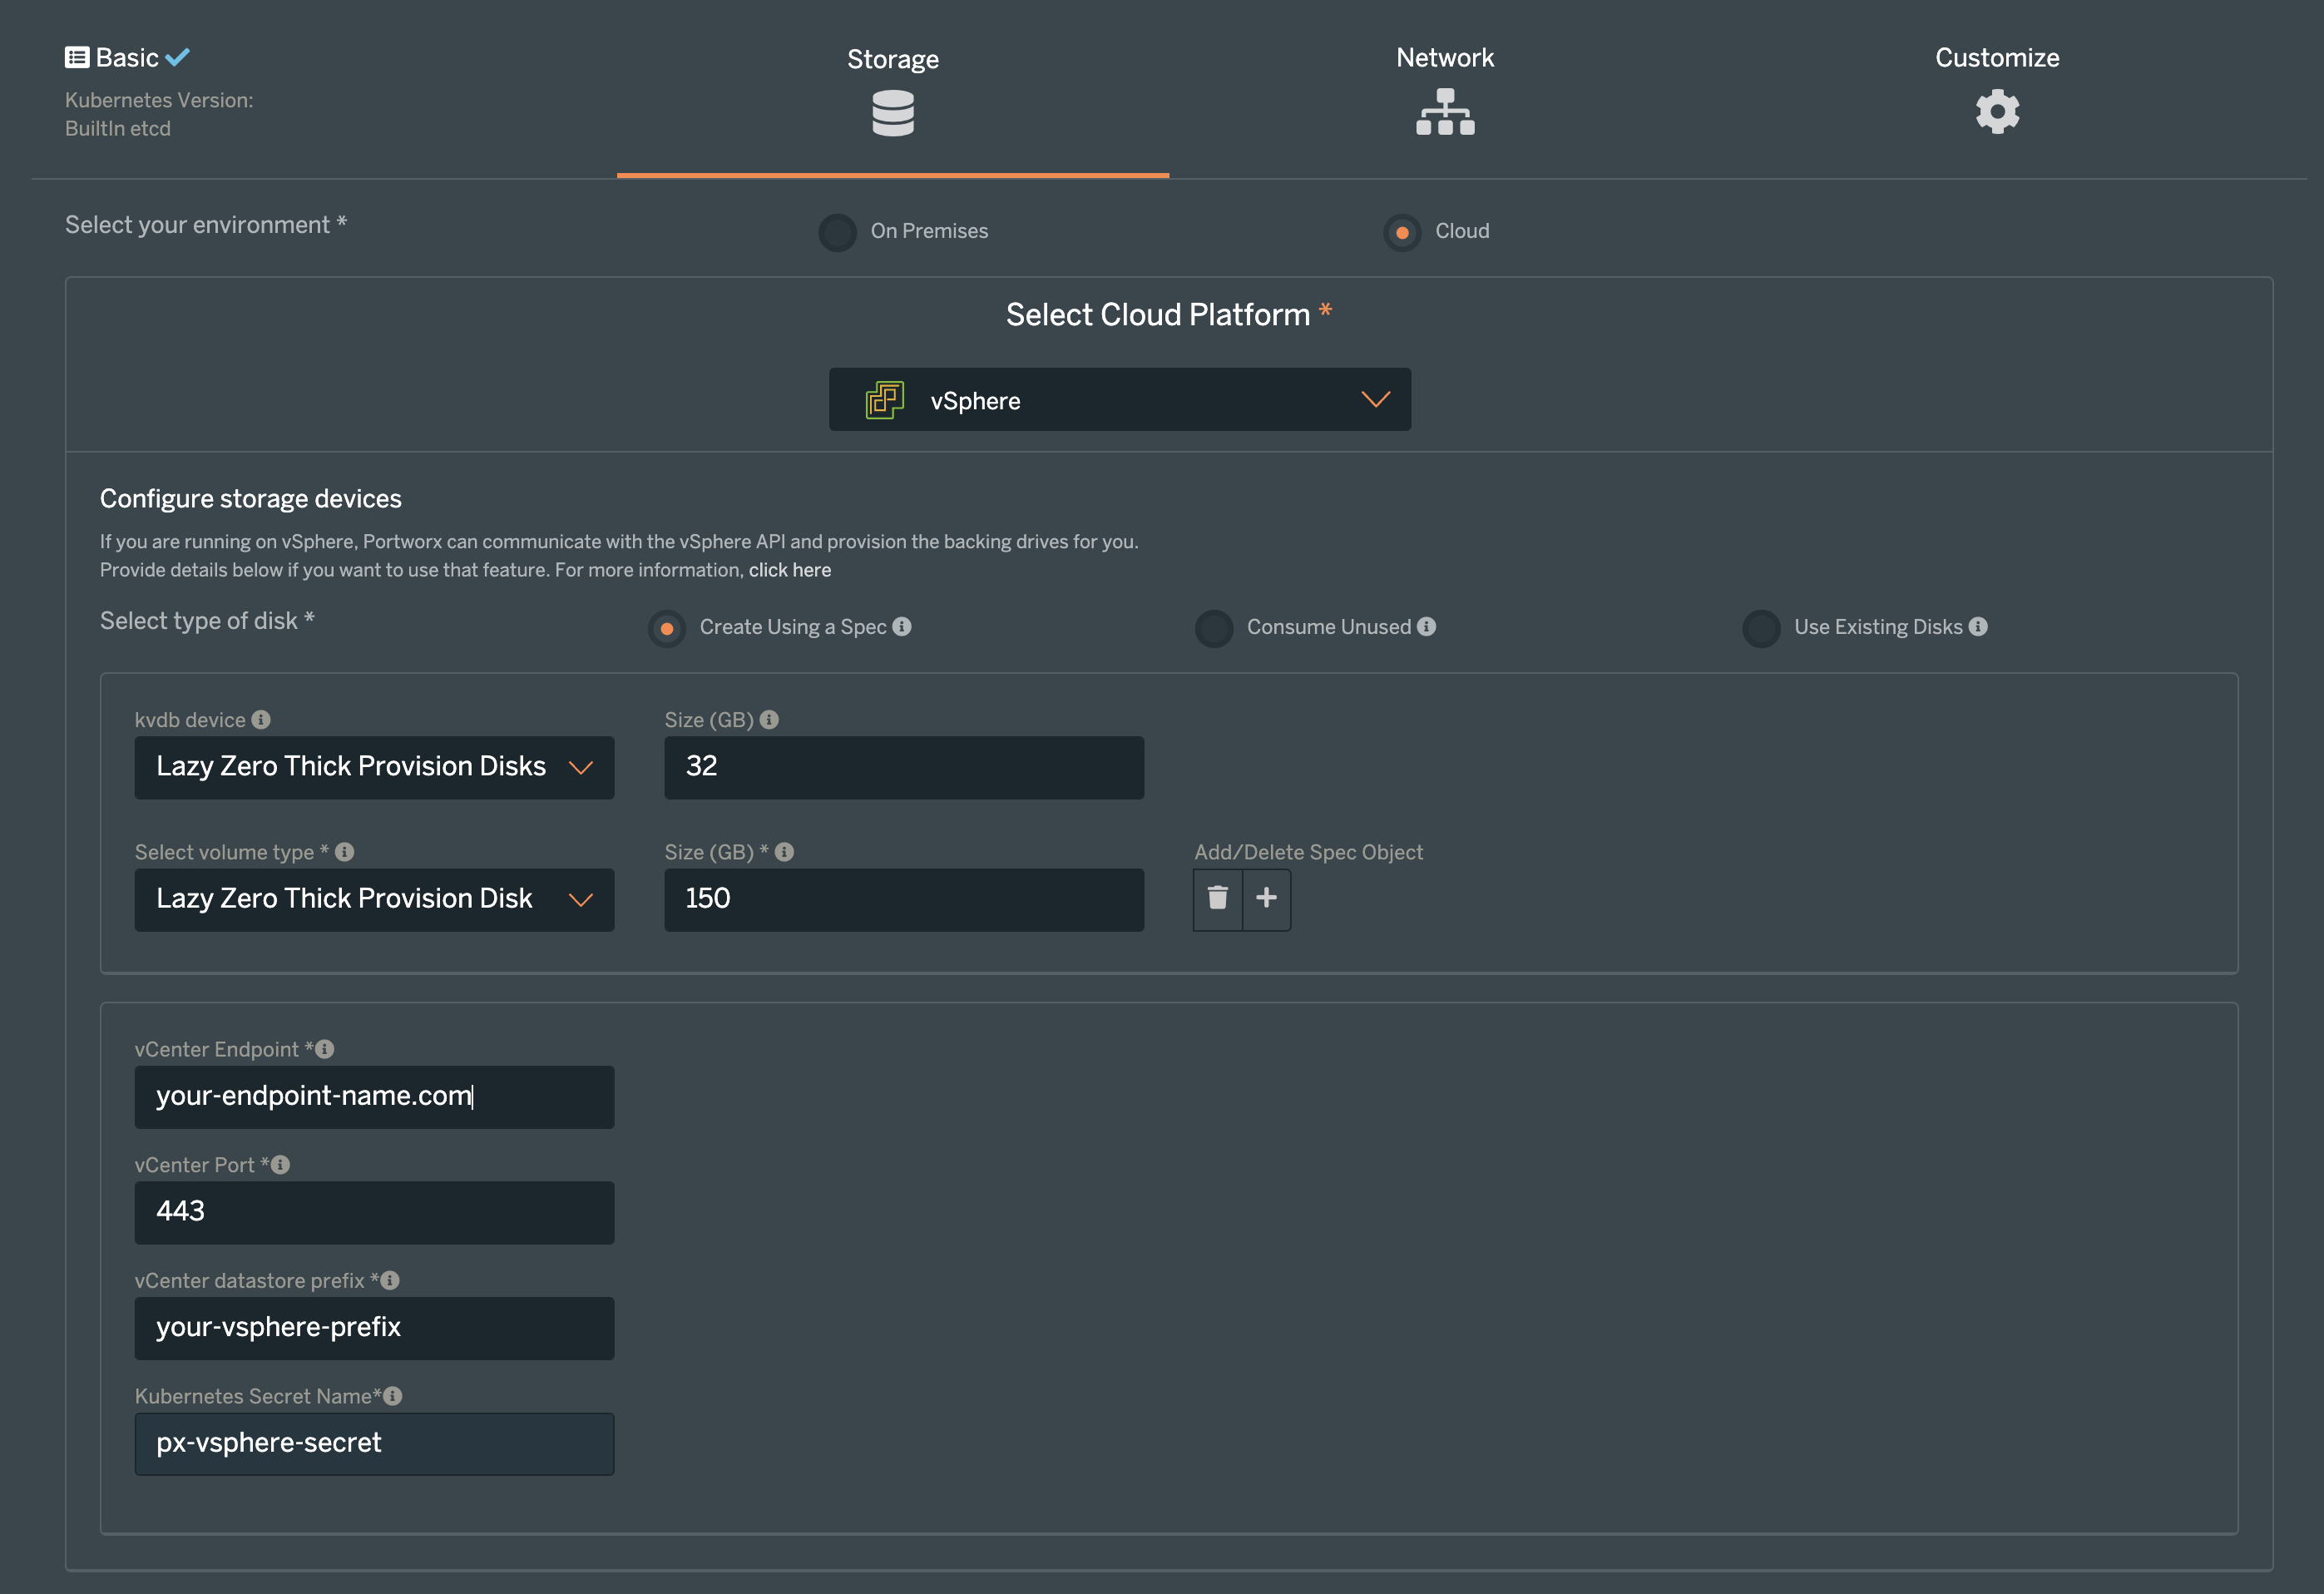 Basic
Kubernetes Version:
BuiltIn etcd
Storage
Network
Customize
Select your environment *
On Premises
Cloud
Select Cloud Platform *
vSphere
Configure storage devices
If you are running on vSphere, Portworx can communicate with the vSphere API and provision the backing drives for you.
Provide details below if you want to use that feature. For more information, click here
Select type of disk *
Create Using a Spec
Consume Unused
Use Existing Disks
kvdb device
Size (GB)
Lazy Zero Thick Provision Disks
32
Select volume type *
Size (GB) *
Add/Delete Spec Object
Lazy Zero Thick Provision Disk
150
vCenter Endpoint *
your-endpoint-name.com
vCenter Port *
443
vCenter datastore prefix *
your-vsphere-prefix
Kubernetes Secret Name*
px-vsphere-secret